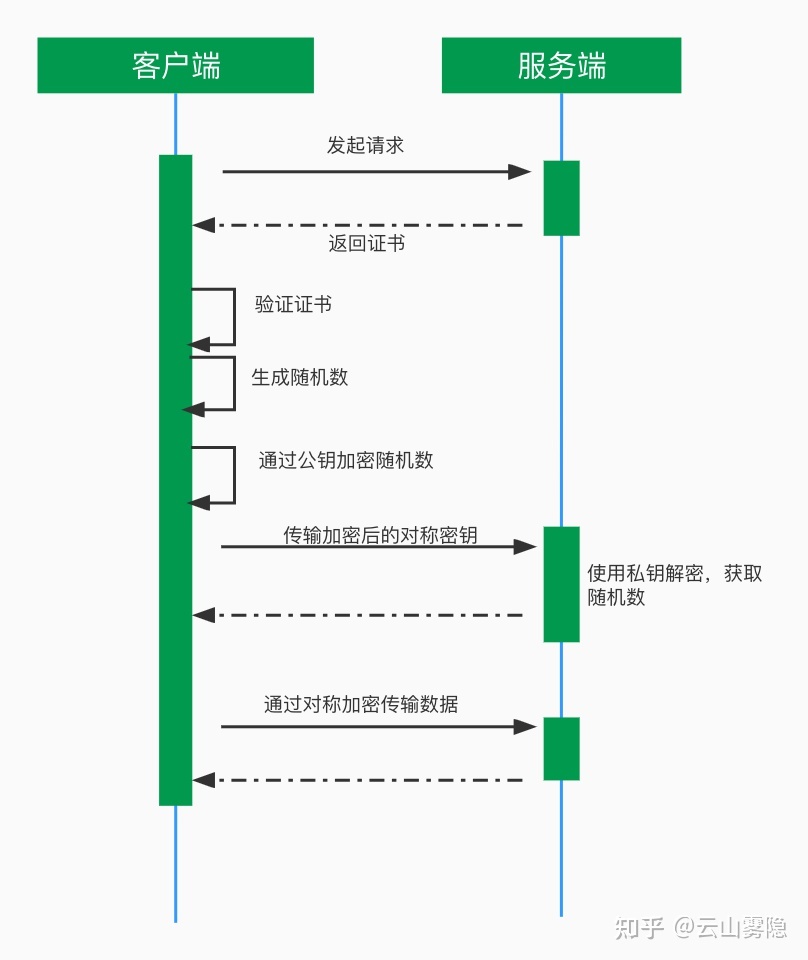 客户端
服务端
发起请求
返回证书
验证证书
生成随机数
通过公钥加密随机数
传输加密后的对称密钥
使用私钥解密，获取
随机数
通过对称加密传输数据
知乎 @云山雾隐